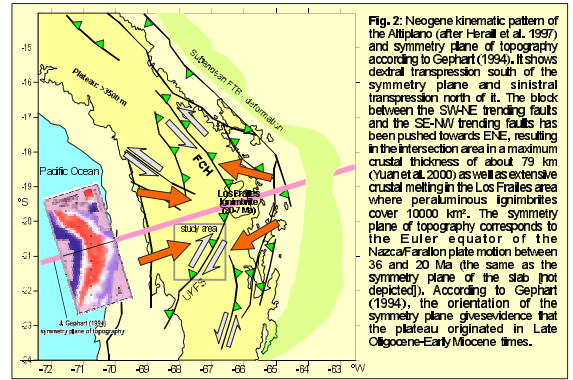 -15
-16
-17
-18
-19
°S
-20
-21
-22
-23
-24
-72
-71
-70
-69
-68
-67
-66
-65
-64
-63
°W
Plateau: >3500 m
Subandean FTB - deformation
Pacific Ocean
FCH
Los Frailes
Ignimbrite
(20-7 Ma)
study area
UKFS
J. Gephart (1994)
symmetry plane of topography
Fig. 2: Neogene kinematic pattern of
the Altiplano (after Herail et al. 1997)
and symmetry plane of topography
according to Gephart (1994). It shows
dextral transpression south of the
symmetry plane and sinistral
transpression north of it. The block
between the SW-NE trending faults
and the SE-NW trending faults has
been pushed towards ENE, resulting
in the intersection area in a maximum
crustal thickness of about 79 km
(Yuan et al. 2000) as well as extensive
crustal melting in the Los Frailes area
where peraluminous ignimbrites
cover 10000 km². The symmetry
plane of topography corresponds to
the Euler equator of the
Nazca/Farallon plate motion between
36 and 20 Ma (the same as the
symmetry plane of the slab [not
depicted]). According to Gephart
(1994), the orientation of the
symmetry plane givesevidence that
the plateau originated in Late
Oligocene-Early Miocene times.